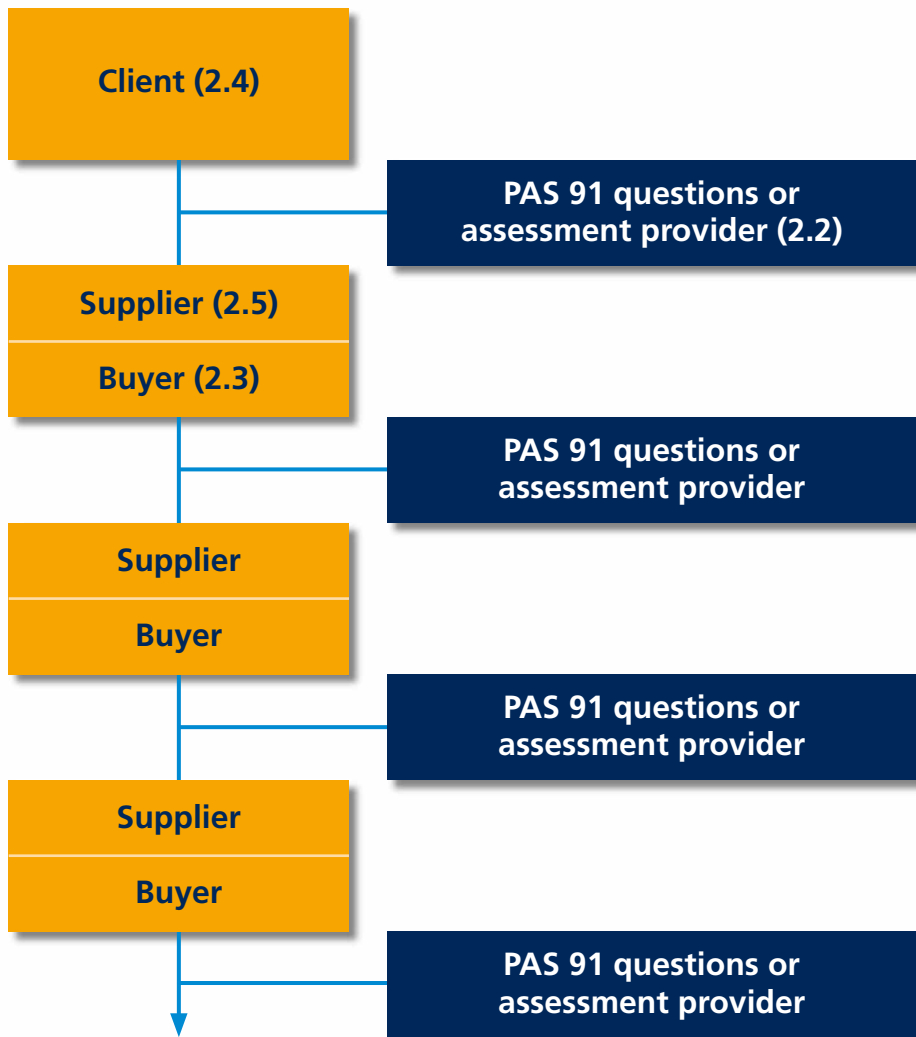 Client (2.4)
PAS 91 questions or
assessment provider (2.2)
Supplier (2.5)
Buyer (2.3)
PAS 91 questions or
assessment provider
Supplier
Buyer
PAS 91 questions or
assessment provider
Supplier
Buyer
PAS 91 questions or
assessment provider